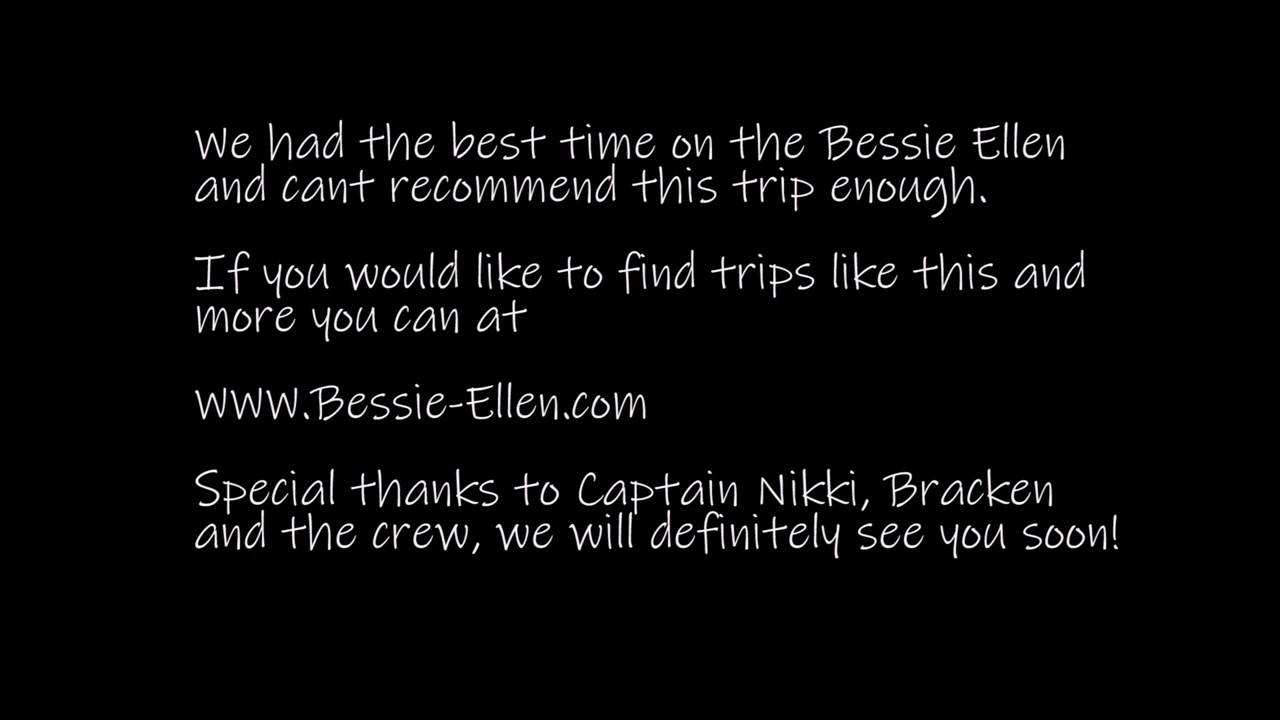 We had the best time on the Bessie Ellen
and cant recommend this trip enough.
If you would like to find trips like this and
more you can at
www.Bessie-Ellen.com
Special thanks to Captain Nikki, Bracken
and the crew, we will definitely see you soon!